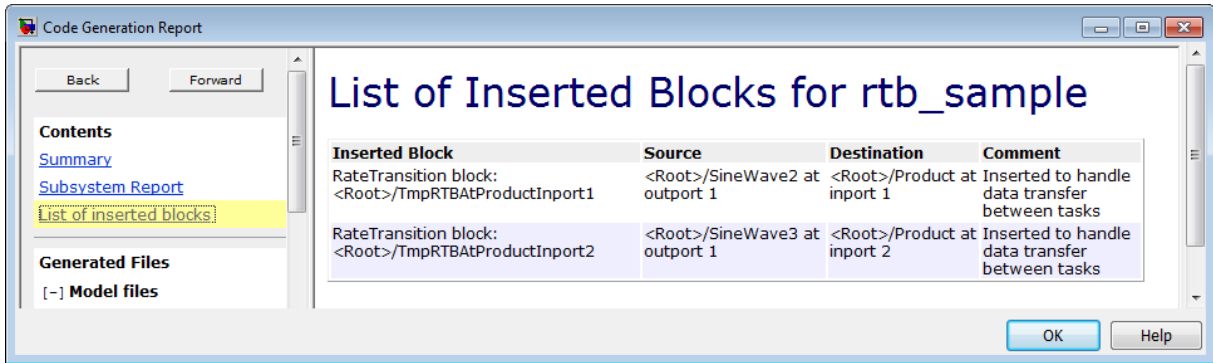 Code Generation Report
Back Forward
Contents
Summary
Subsystem Report
List of inserted blocks
Generated Files
[-] Model files
List of Inserted Blocks for rtb_sample
Inserted Block Source Destination Comment
RateTransition block: <Root>/SineWave2 at <Root>/Product at Inserted to handle
<Root>/TmpRTBAtProductInport1 outport 1 inport 1 data transfer
between tasks
RateTransition block: <Root>/SineWave3 at <Root>/Product at Inserted to handle
<Root>/TmpRTBAtProductInport2 outport 1 inport 2 data transfer
between tasks
OK Help